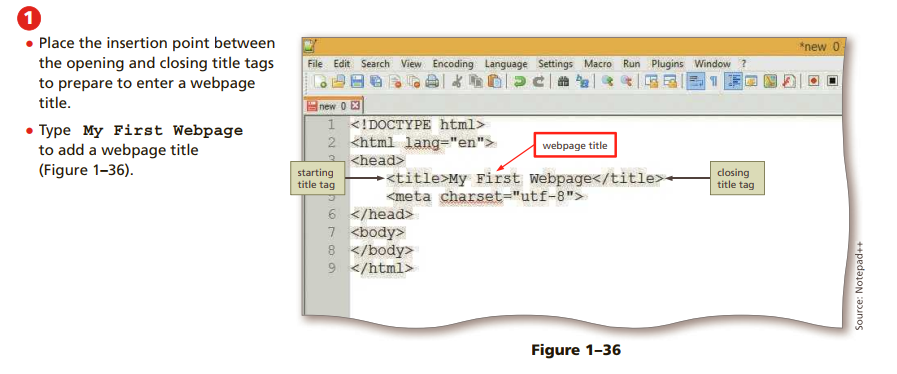 1
• Place the insertion point between
the opening and closing title tags
to prepare to enter a webpage
title.
• Type My First Webpage
to add a webpage title
(Figure 1–36).
*new 0
File Edit Search View Encoding Language Settings Macro Run Plugins Window ?
new 0
1 <!DOCTYPE html>
2 <html lang="en">
webpage title
3 <head>
starting
title tag
<title>My First Webpage</title>
closing
title tag
5 <meta charset="utf-8">
6 </head>
7 <body>
8 </body>
9 </html>
Source: Notepad++
Figure 1–36